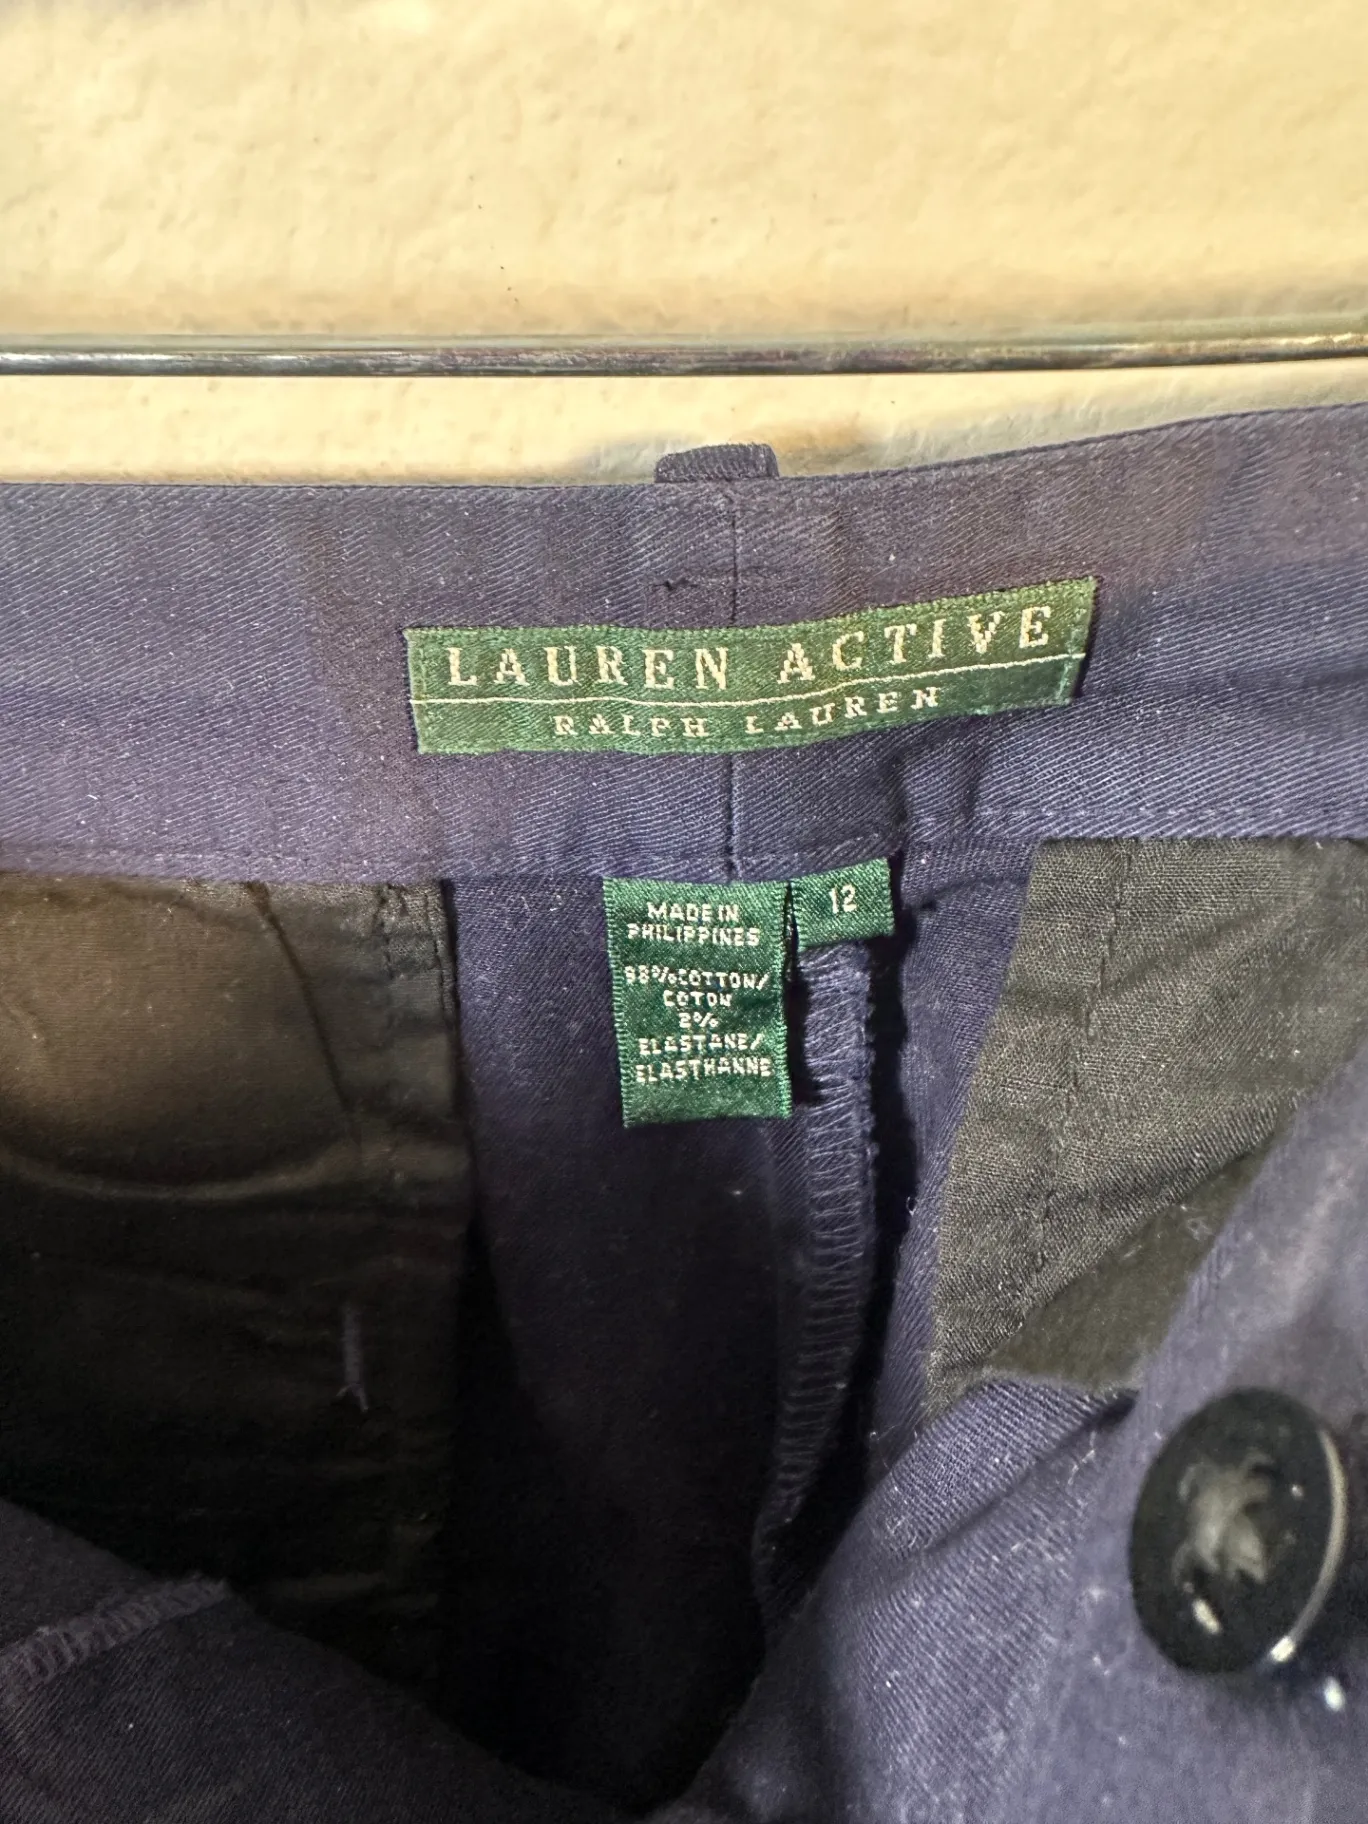 LAUREN ACTIVE
RALPH LAUREN
MADE IN
PHILIPPINES
98%COTTON/
COTON
2%
ELASTANE/
ELASTHANNE
12